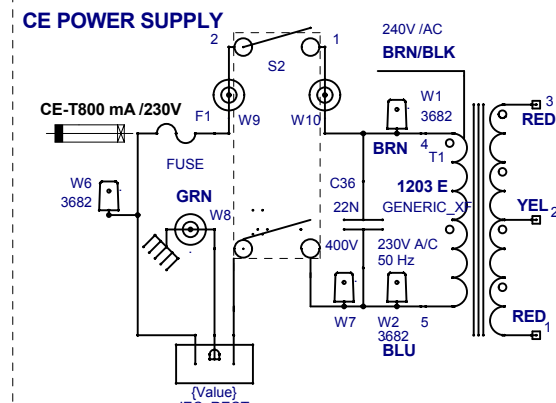 CE POWER SUPPLY
240V /AC
BRN/BLK
2
1
S2
CE-T800 mA /230V
F1
W9
W10
W1
3682
3
RED
4
T1
BRN
FUSE
W6
3682
GRN
W8
C36
22N
400V
1203 E
GENERIC_XF
230V A/C
50 Hz
YEL
2
W7
W2
3682
5
BLU
RED
1
{Value}